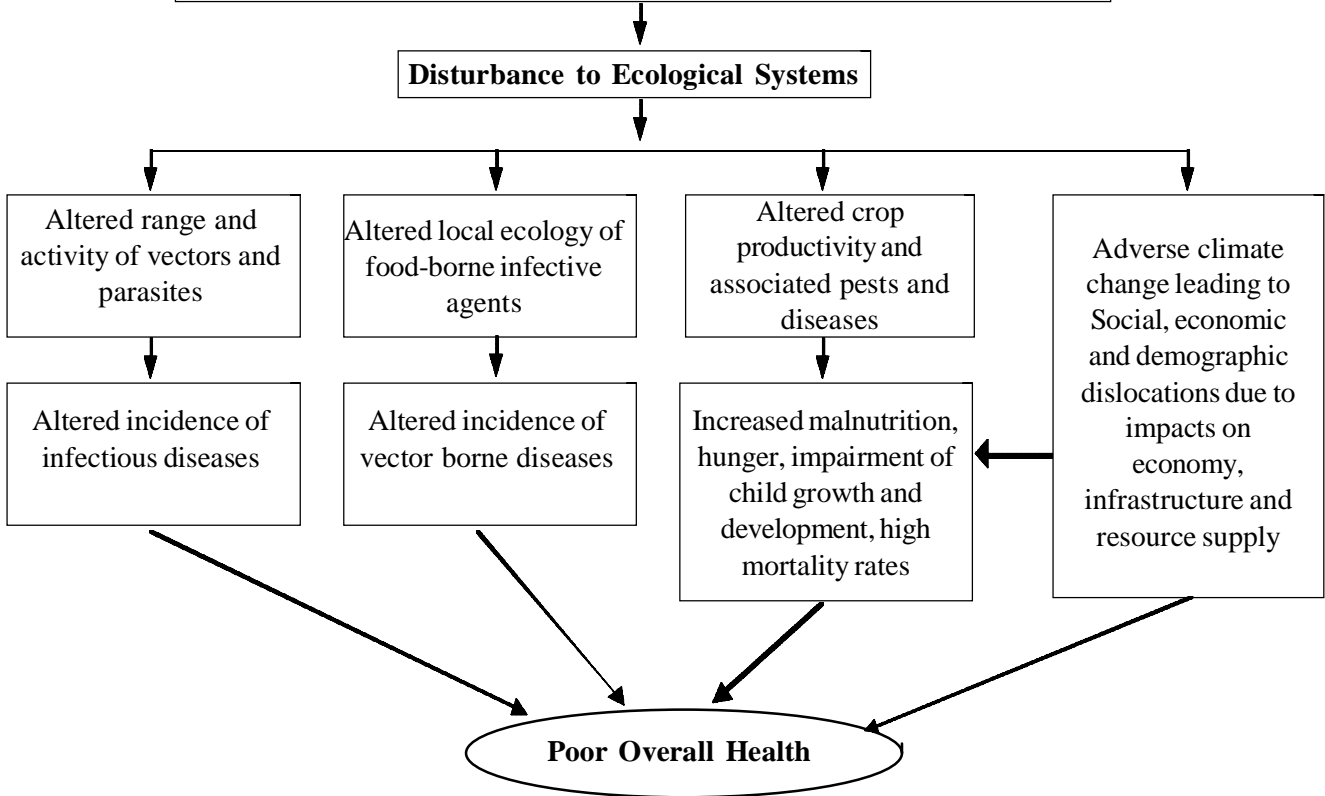 Disturbance to Ecological Systems
Altered range and
activity of vectors and
parasites
Altered local ecology of
food-borne infective
agents
Altered crop
productivity and
associated pests and
diseases
Adverse climate
change leading to
Social, economic
and demographic
dislocations due to
impacts on
economy,
infrastructure and
resource supply
Altered incidence of
infectious diseases
Altered incidence of
vector borne diseases
Increased malnutrition,
hunger, impairment of
child growth and
development, high
mortality rates
Poor Overall Health